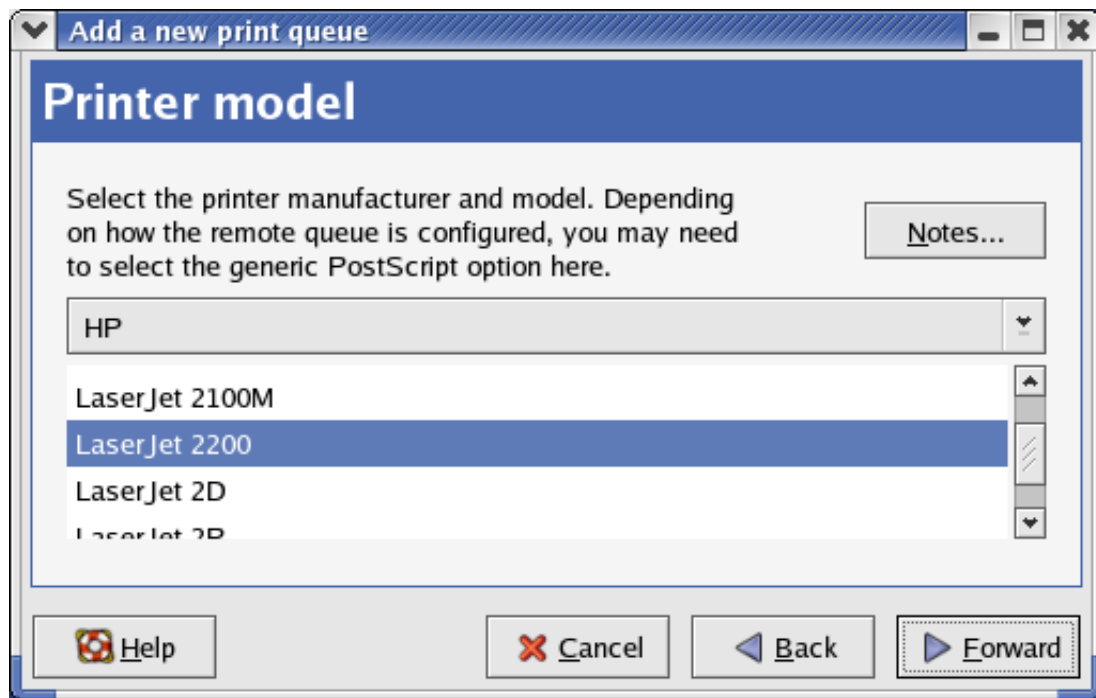 Add a new print queue
Printer model
Select the printer manufacturer and model. Depending
on how the remote queue is configured, you may need
to select the generic PostScript option here.
Notes...
HP
LaserJet 2100M
LaserJet 2200
LaserJet 2D
LaserJet
Help
Cancel
Back
Forward